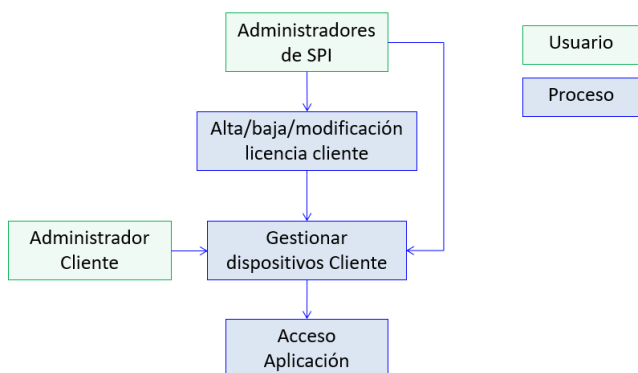 Administradores
de SPI
Usuario
Proceso
Alta/baja/modificación
licencia cliente
Administrador
Cliente
Gestionar
dispositivos Cliente
Acceso
Aplicación